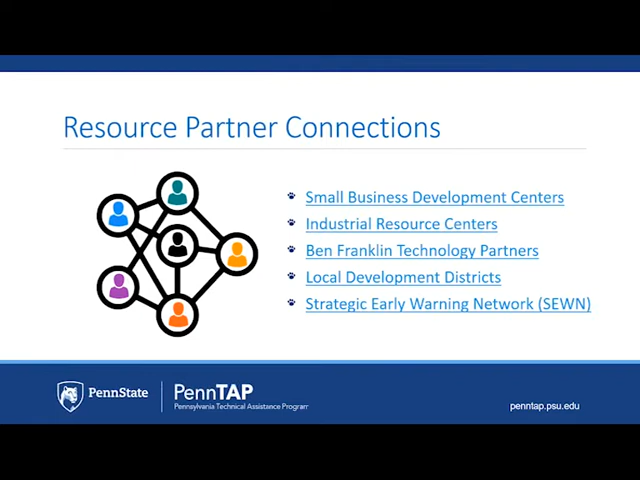 Resource Partner Connections
Small Business Development Centers
Industrial Resource Centers
Ben Franklin Technology Partners
Local Development Districts
Strategic Early Warning Network (SEWN)
PennState
PennTAP
Pennsylvania Technical Assistance Program
penntap.psu.edu